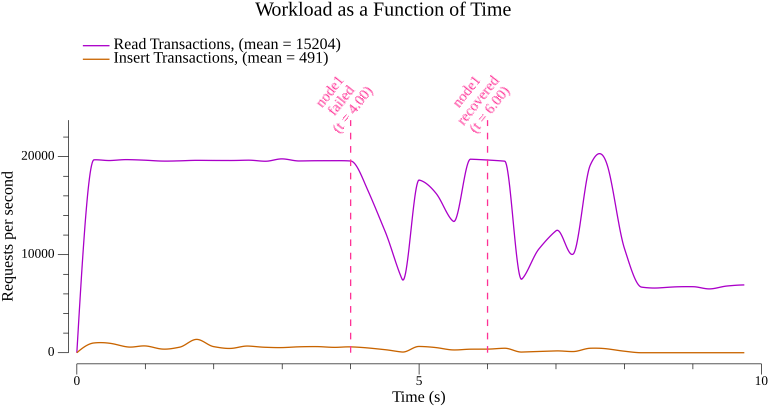 Workload as a Function of Time
Read Transactions, (mean = 15204)
Insert Transactions, (mean = 491)
node1
failed
(t = 4.00)
node1
recovered
(t = 6.00)
20000
10000
0
Requests per second
0
5
10
Time (s)